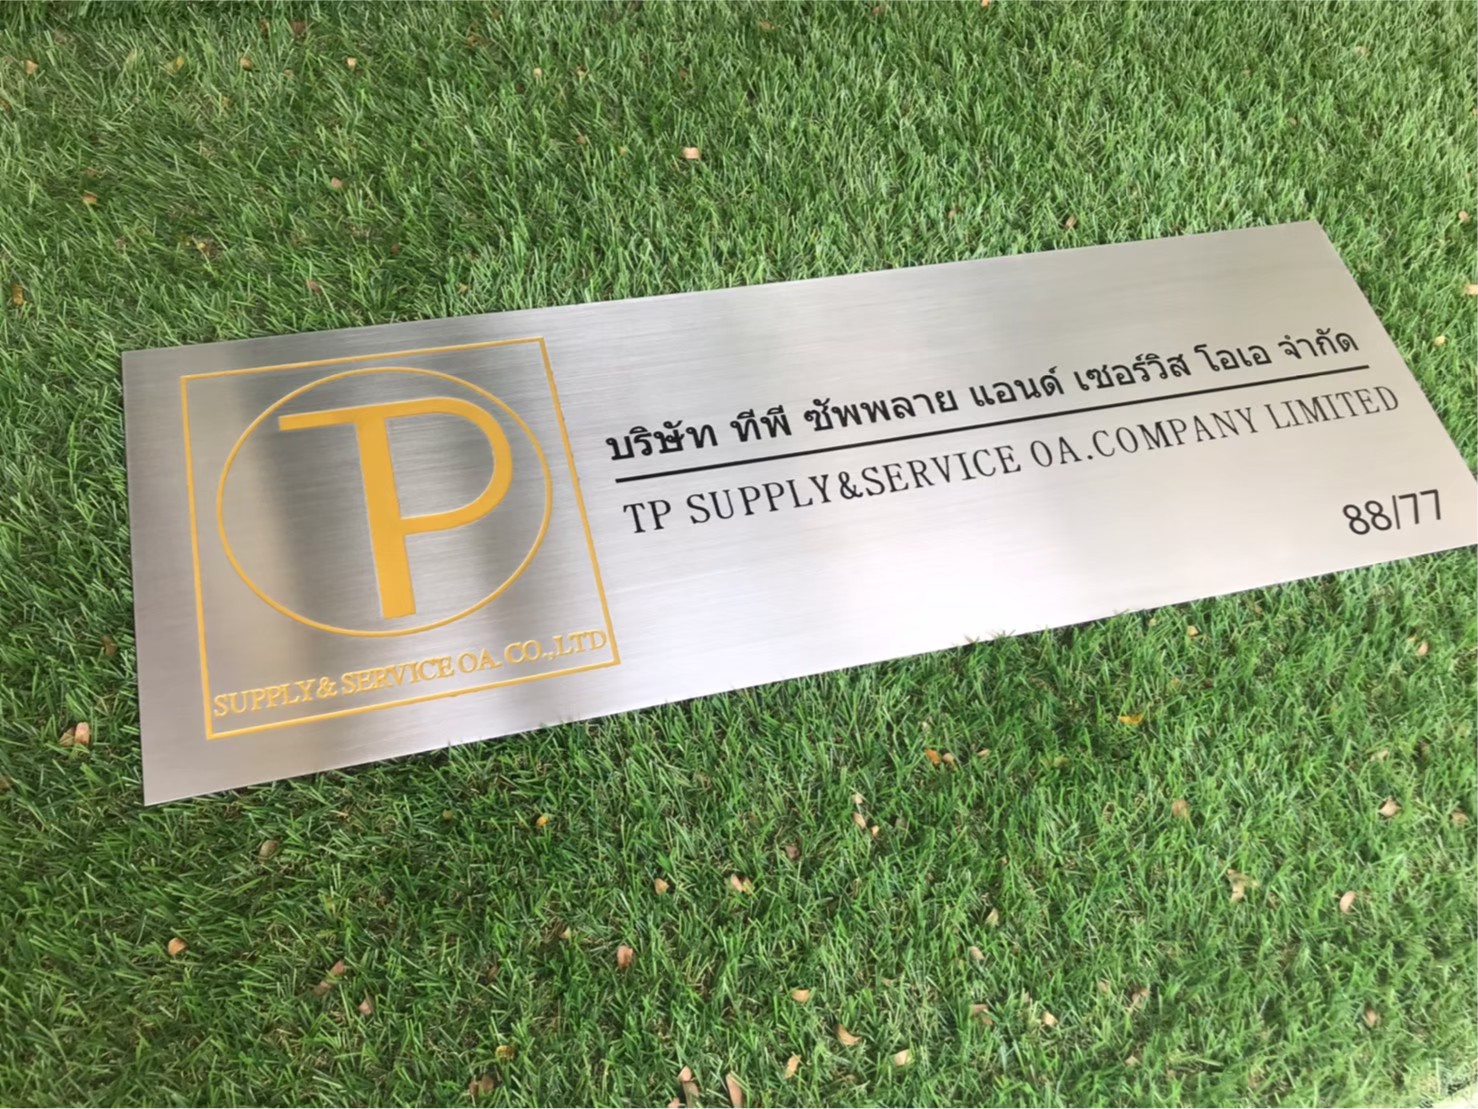 TP
SUPPLY & SERVICE OA. CO.,LTD
บริษัท ทีพี ซัพพลาย แอนด์ เซอร์วิส โอเอ จำกัด
TP SUPPLY&SERVICE OA.COMPANY LIMITED
88/77